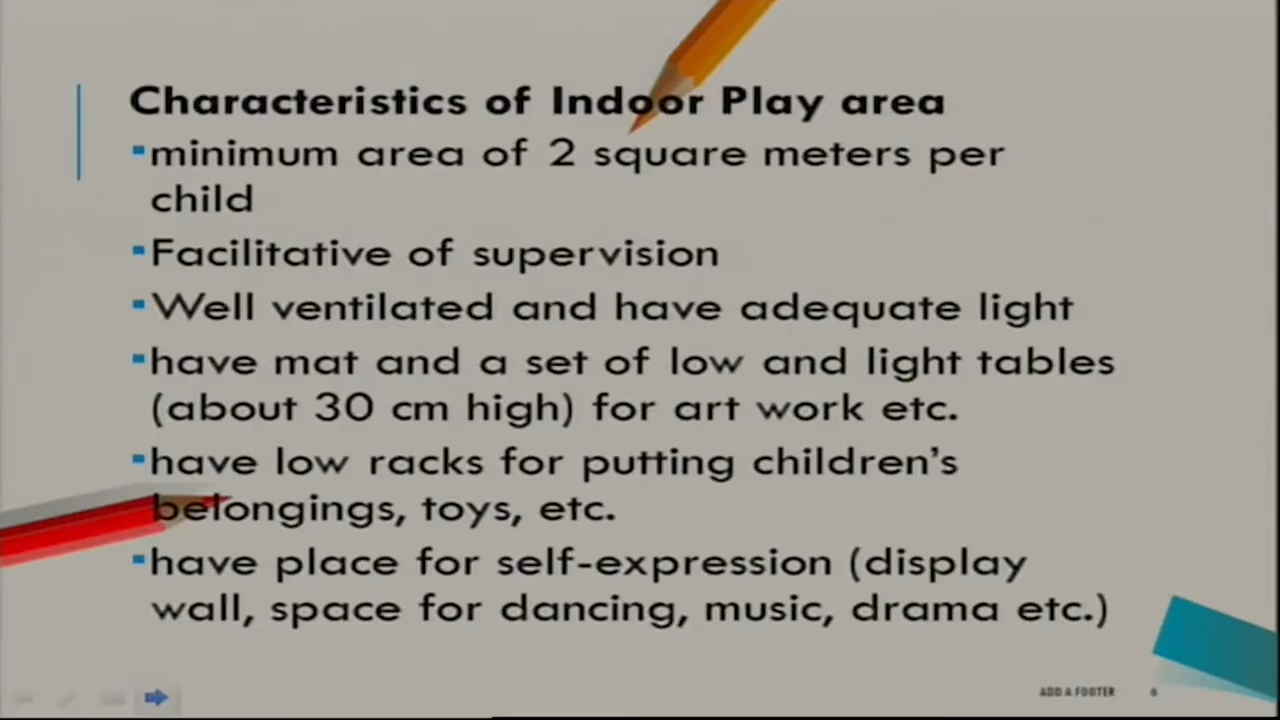 Characteristics of Indoor Play area
▪minimum area of 2 square meters per
child
▪Facilitative of supervision
▪Well ventilated and have adequate light
▪have mat and a set of low and light tables
(about 30 cm high) for art work etc.
▪have low racks for putting children’s
belongings, toys, etc.
▪have place for self-expression (display
wall, space for dancing, music, drama etc.)
ADD A FOOTER 6